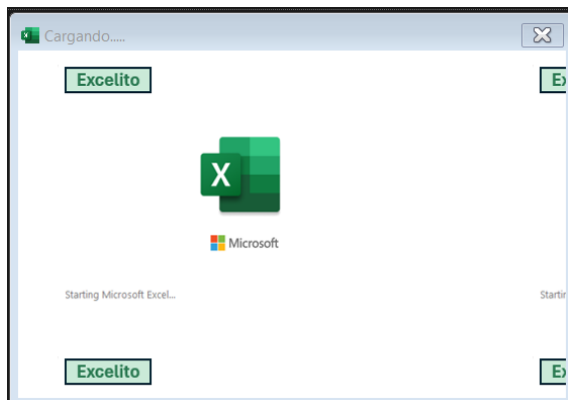 Cargando.....
Excelito
X
Microsoft
Starting Microsoft Excel...
Excelito